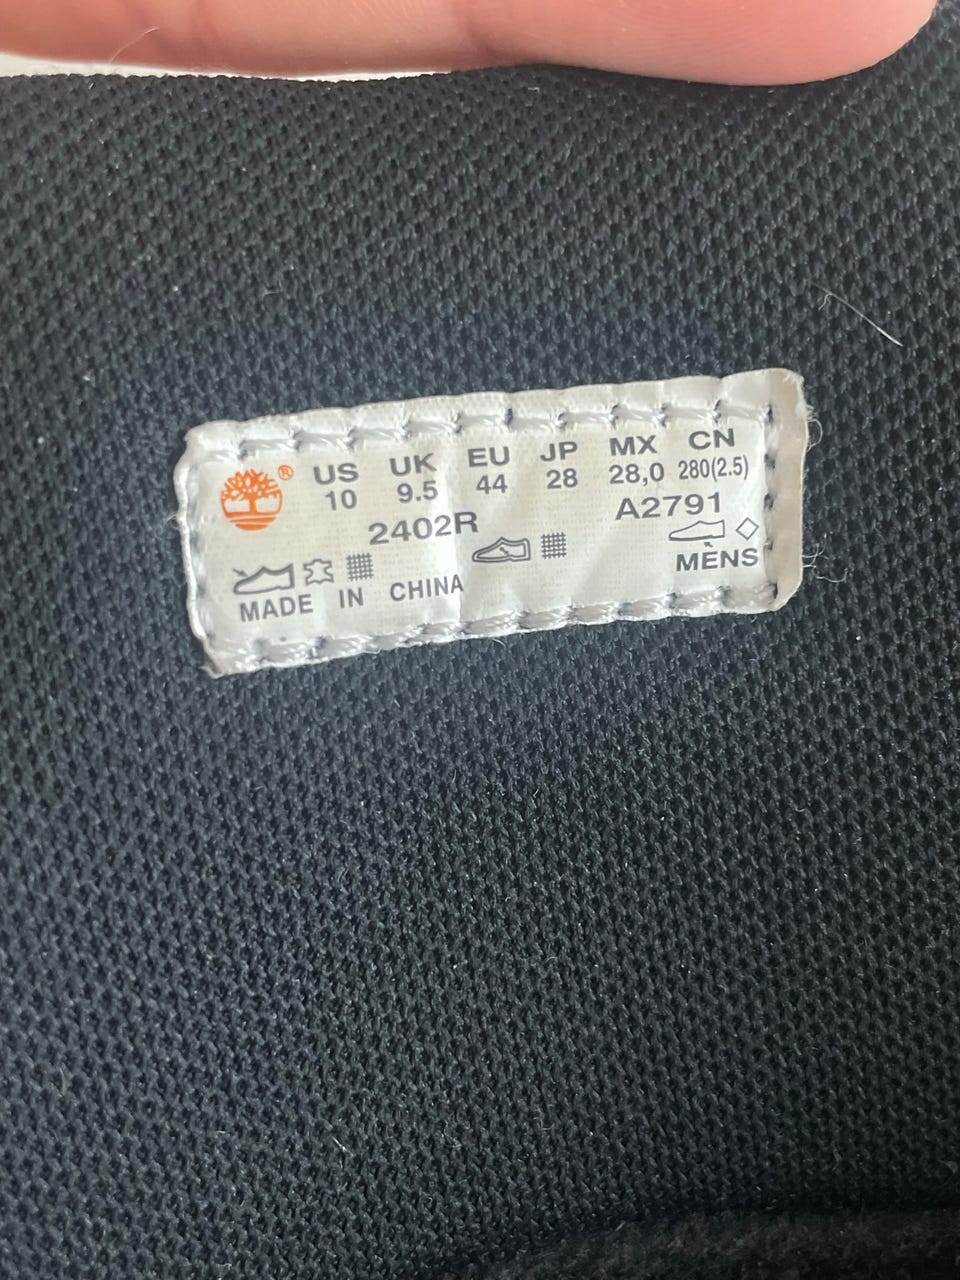 ® US UK EU JP MX CN
10 9.5 44 28 28,0 280(2.5)
2402R A2791
MENS
MADE IN CHINA